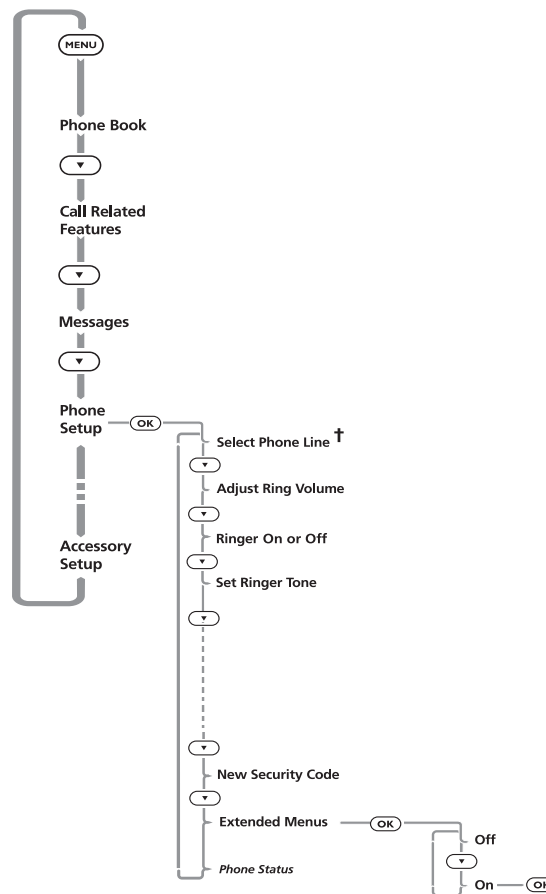 MENU
Phone Book
Call Related
Features
Messages
Phone
Setup
OK
Select Phone Line †
Adjust Ring Volume
Ringer On or Off
Accessory
Setup
Set Ringer Tone
New Security Code
Extended Menus
OK
Off
Phone Status
On